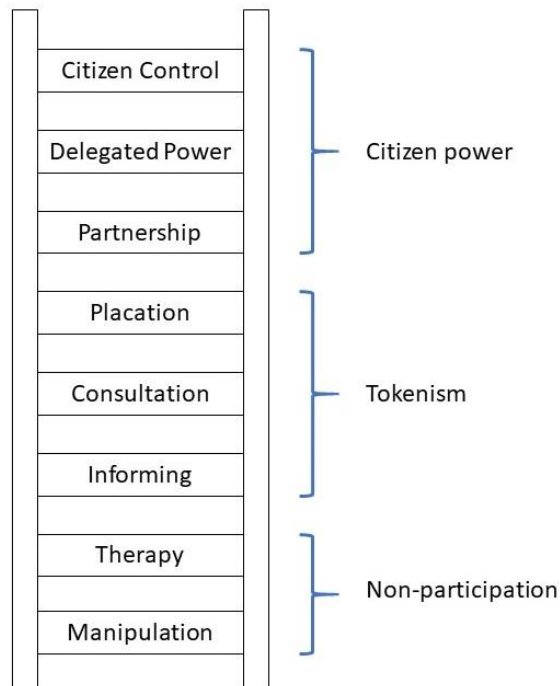 Citizen Control
Delegated Power
Citizen power
Partnership
Placation
Consultation
Tokenism
Informing
Therapy
Non-participation
Manipulation